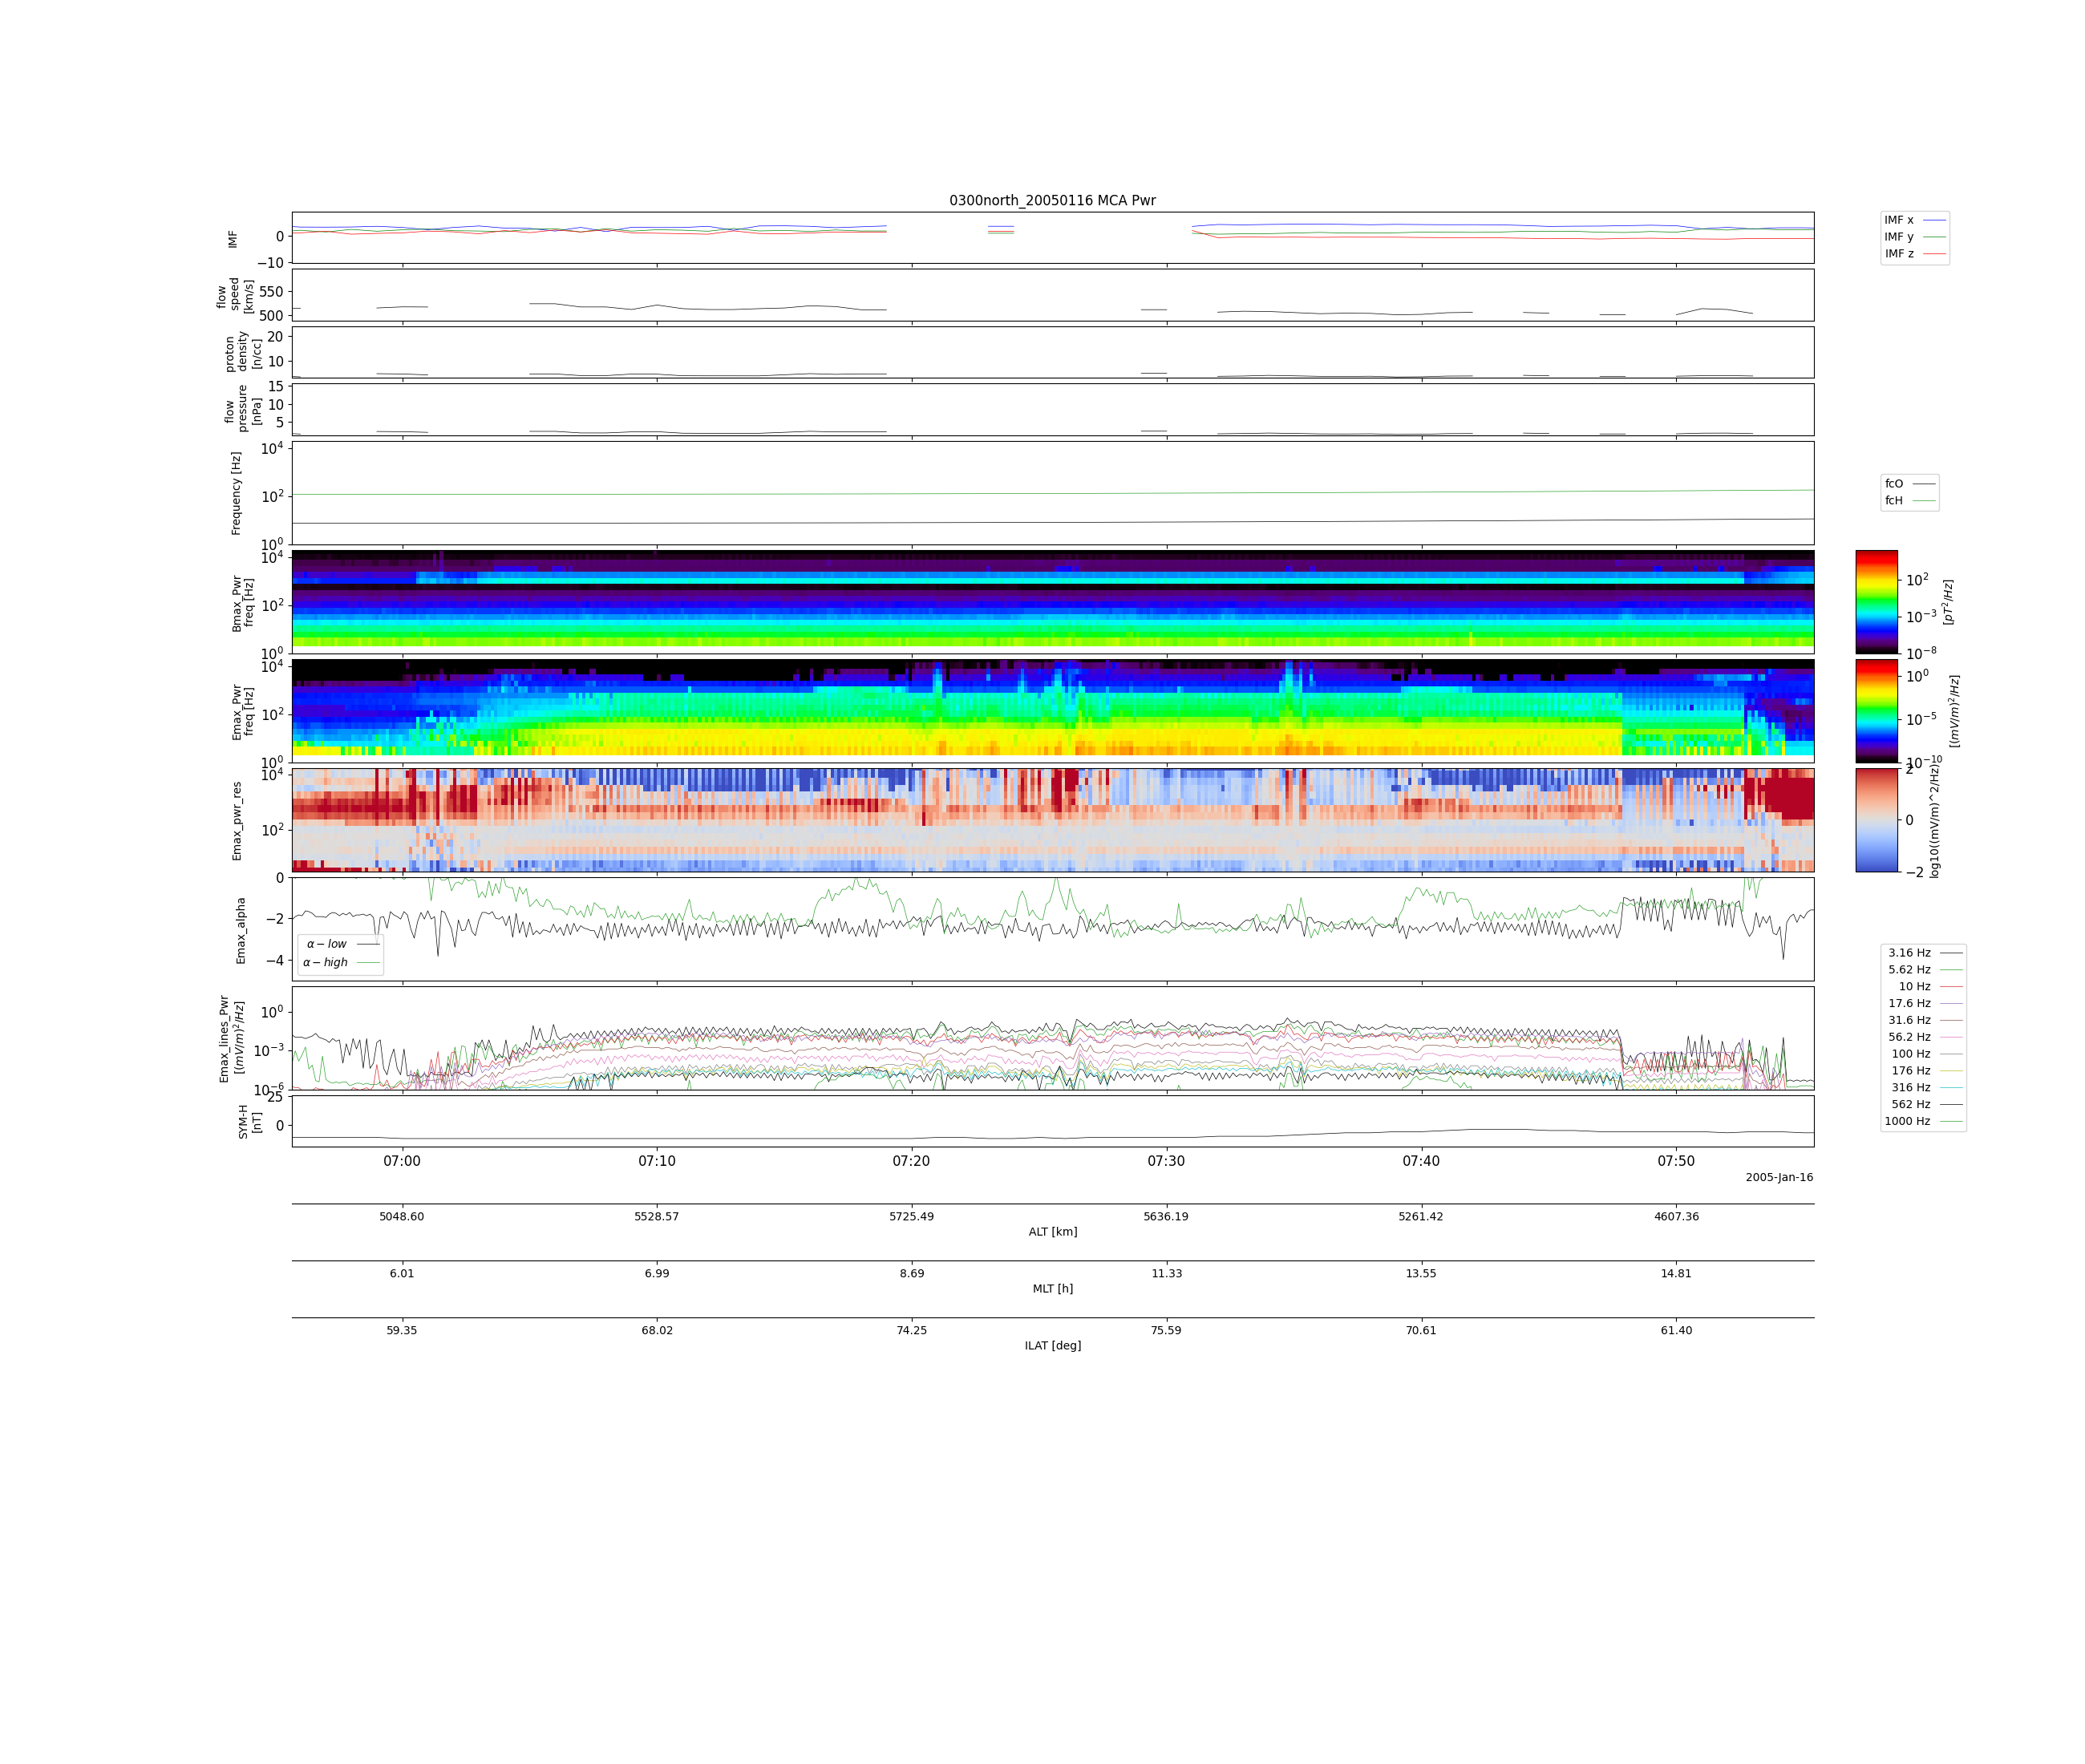 0300north_20050116 MCA Pwr
IMF
0
−10
IMF x
IMF y
IMF z
flow
speed
[km/s]
550
500
proton
density
[n/cc]
20
10
flow
pressure
[nPa]
15
10
5
Frequency [Hz]
10^4
10^2
10^0
fcO
fcH
Bmax_Pwr
freq [Hz]
10^4
10^2
10^0
10^2
10^−3
10^−8
[pT^2/Hz]
Emax_Pwr
freq [Hz]
10^4
10^2
10^0
10^0
10^−5
10^−10
[(mV/m)^2/Hz]
Emax_pwr_res
10^4
10^2
2
0
−2
log10((mV/m)^2/Hz)
Emax_alpha
0
−2
−4
α − low
α − high
Emax_lines_Pwr
[(mV/m)^2/Hz]
10^0
10^−3
10^−6
3.16 Hz
5.62 Hz
10 Hz
17.6 Hz
31.6 Hz
56.2 Hz
100 Hz
176 Hz
316 Hz
562 Hz
1000 Hz
SYM-H
[nT]
25
0
07:00 07:10 07:20 07:30 07:40 07:50
2005-Jan-16
5048.60 5528.57 5725.49 5636.19 5261.42 4607.36
ALT [km]
6.01 6.99 8.69 11.33 13.55 14.81
MLT [h]
59.35 68.02 74.25 75.59 70.61 61.40
ILAT [deg]